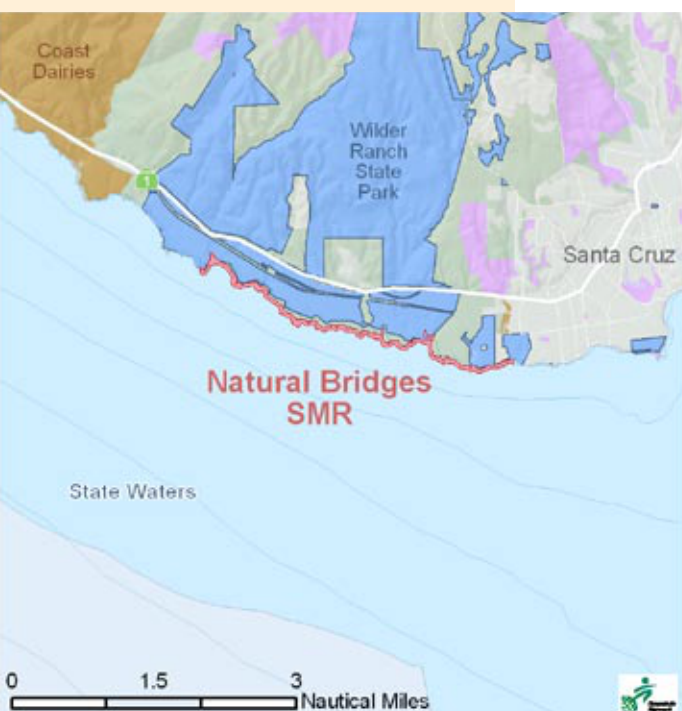 Coast
Dairies
Wilder
Ranch
State
Park
1
Santa Cruz
Natural Bridges
SMR
State Waters
0 1.5 3
Nautical Miles